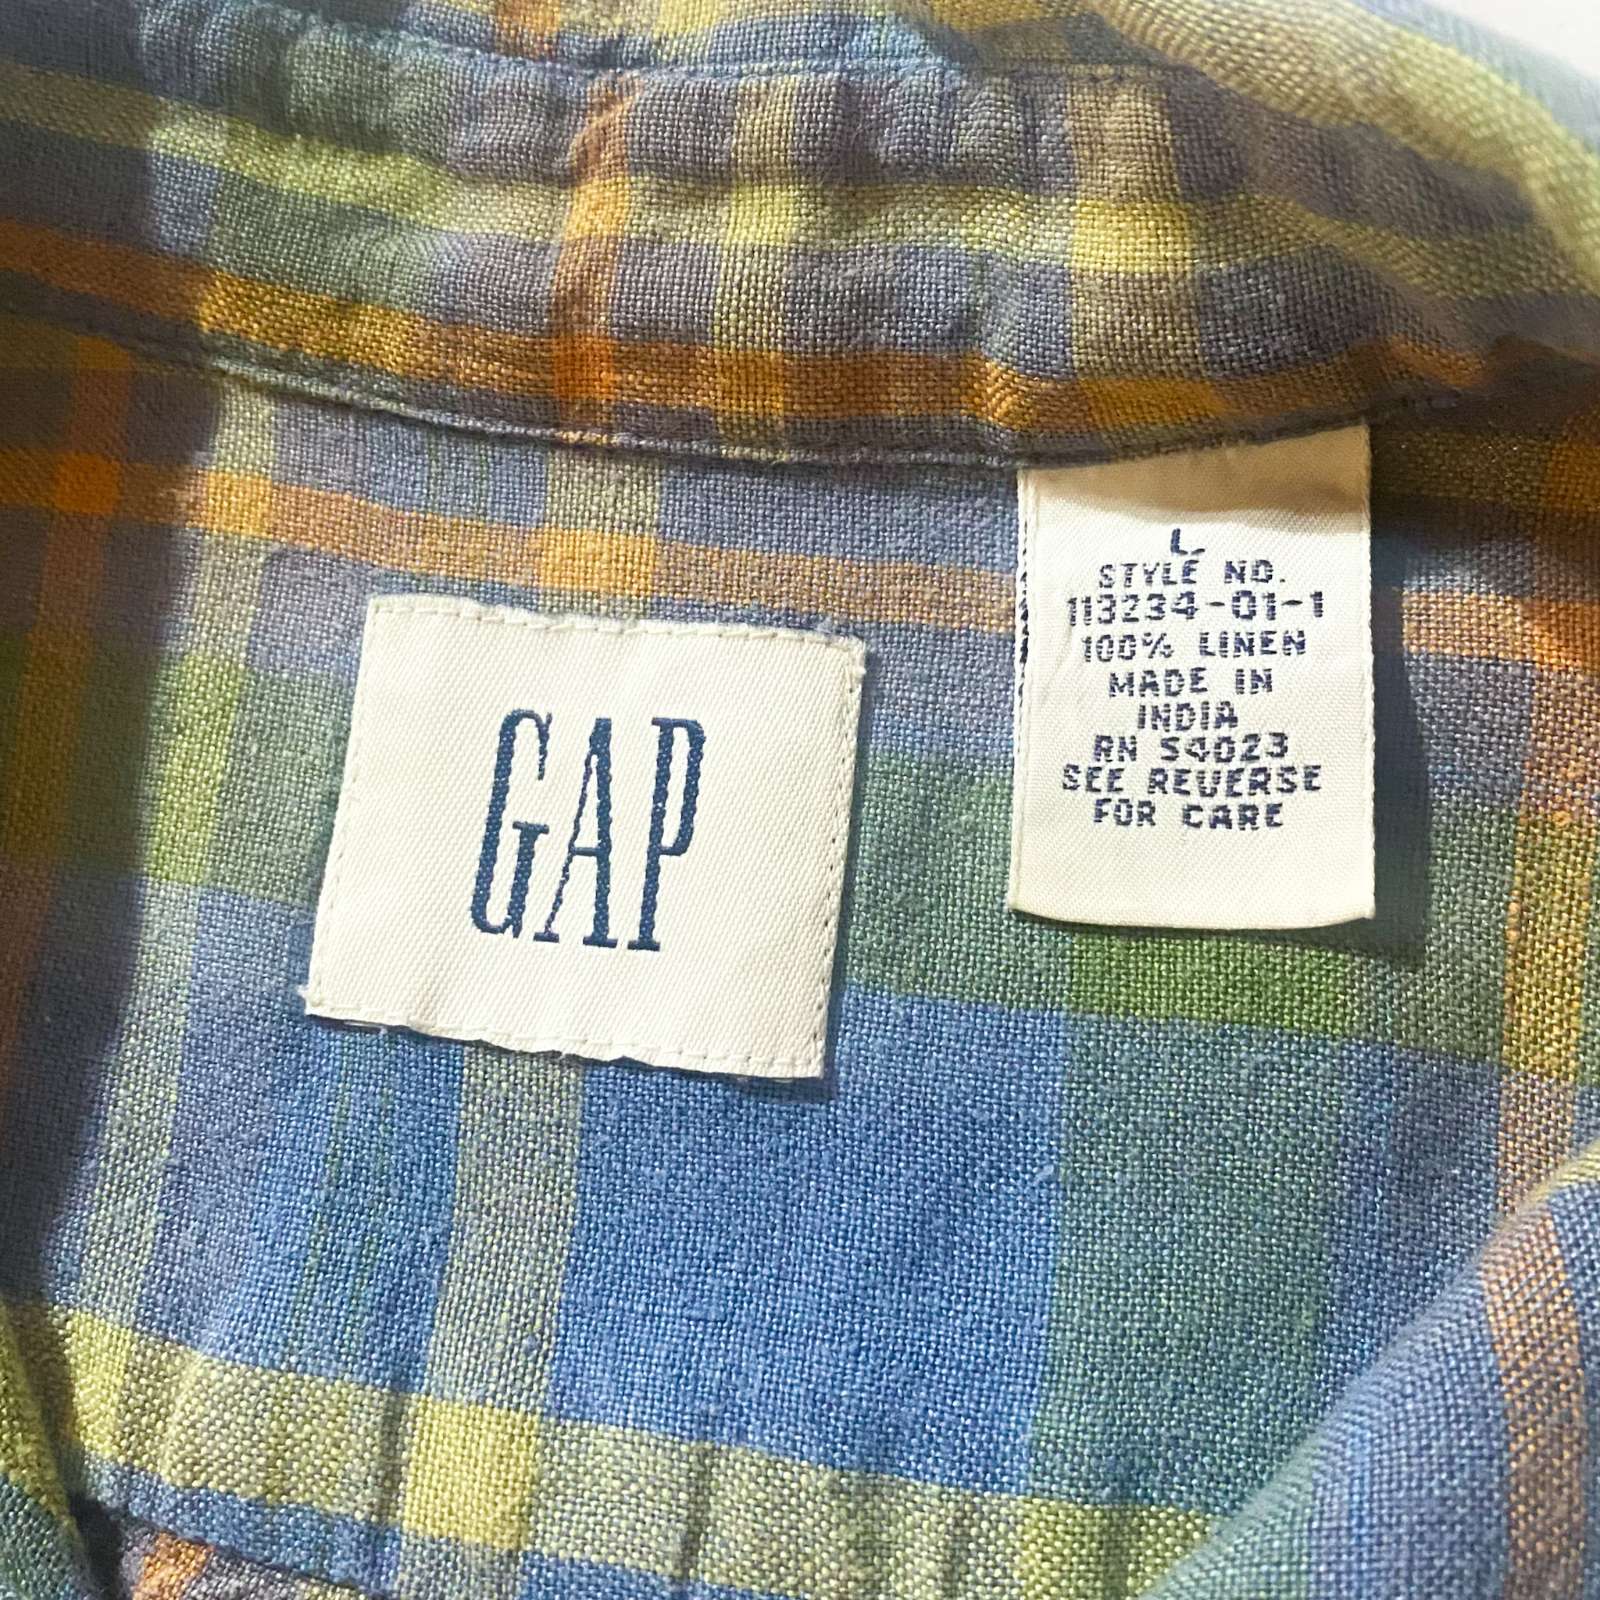 GAP
L
STYLE NO.
113234-01-1
100% LINEN
MADE IN
INDIA
RN 54023
SEE REVERSE
FOR CARE